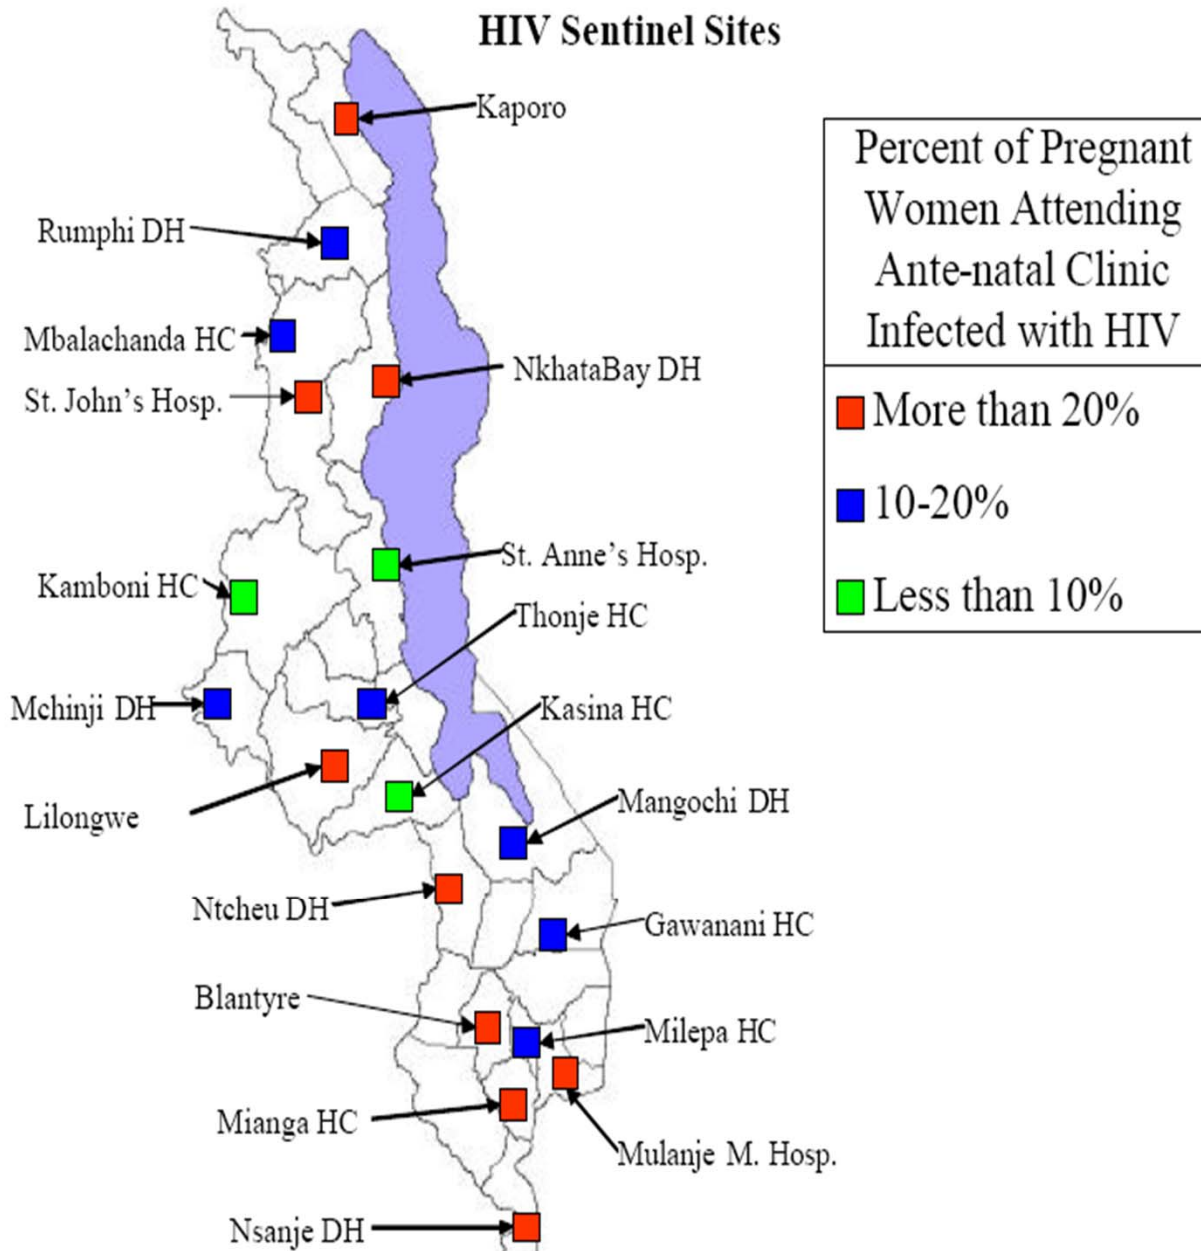 HIV Sentinel Sites
Kaporo
Rumphi DH
Mbalachanda HC
NkhataBay DH
St. John's Hosp.
St. Anne's Hosp.
Kamboni HC
Thonje HC
Mchinji DH
Kasina HC
Lilongwe
Mangochi DH
Ntcheu DH
Gawanani HC
Blantyre
Milepa HC
Mianga HC
Mulanje M. Hosp.
Nsanje DH
Percent of Pregnant
Women Attending
Ante-natal Clinic
Infected with HIV
More than 20%
10-20%
Less than 10%